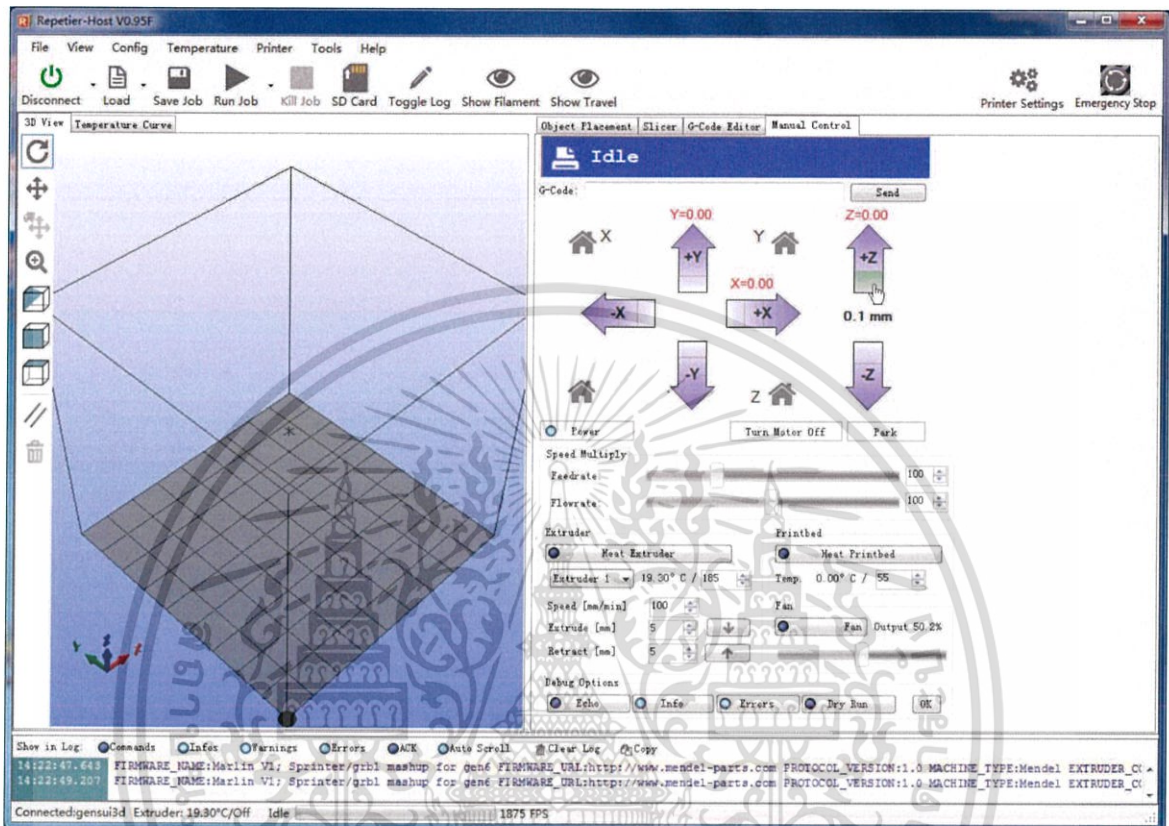 Repetier-Host V0.95F
File View Config Temperature Printer Tools Help
Disconnect Load Save Job Run Job Kill Job SD Card Toggle Log Show Filament Show Travel Printer Settings Emergency Stop
3D View Temperature Curve
Object Placement Slicer G-Code Editor Manual Control
Idle
G-Code: Send
Y=0.00 Z=0.00
X +Y Y +Z
X=0.00
-X +X 0.1 mm
-Y Z -Z
Power Turn Motor Off Park
Speed Multiply
Feedrate: 100
Flowrate: 100
Extruder Printbed
Heat Extruder Heat Printbed
Extruder 1 19.30° C / 185 Temp. 0.00° C / 55
Speed [mm/min] 100 Fan
Extrude [mm] 5 Fan Output 50.2%
Retract [mm] 5
Debug Options
Echo Info Errors Dry Run OK
Show in Log: Commands Infos Warnings Errors ACK Auto Scroll Clear Log Copy
14:22:47.643 FIRMWARE_NAME:Marlin V1; Sprinter/grbl mashup for gen6 FIRMWARE_URL:http://www.mendel-parts.com PROTOCOL_VERSION:1.0 MACHINE_TYPE:Mendel EXTRUDER_CO
14:22:49.207 FIRMWARE_NAME:Marlin V1; Sprinter/grbl mashup for gen6 FIRMWARE_URL:http://www.mendel-parts.com PROTOCOL_VERSION:1.0 MACHINE_TYPE:Mendel EXTRUDER_CO
Connected:gensui3d Extruder: 19.30°C/Off Idle 1875 FPS